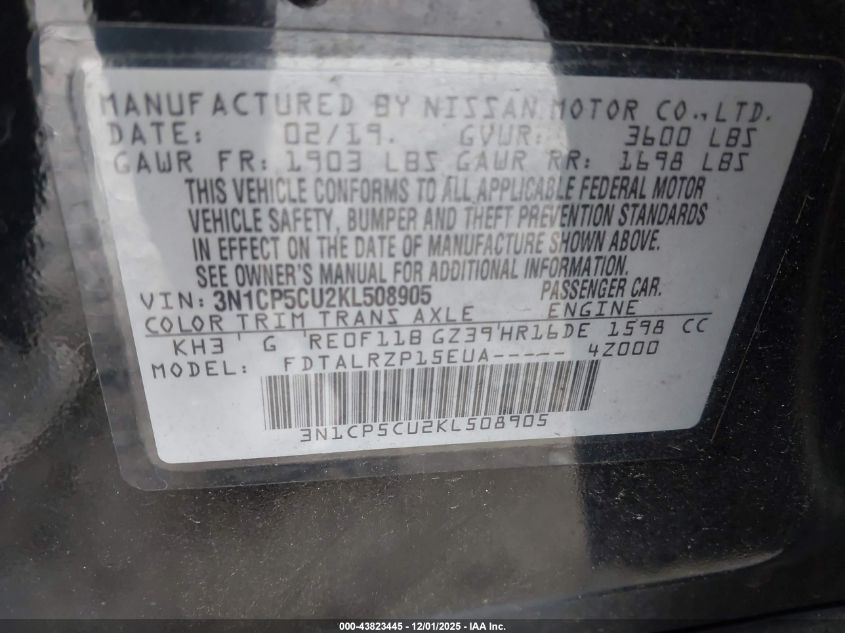 MANUFACTURED BY NISSAN MOTOR CO., LTD.
DATE: 02/19. GVWR: 3600 LBS
GAWR FR: 1903 LBS GAWR RR: 1698 LBS
THIS VEHICLE CONFORMS TO ALL APPLICABLE FEDERAL MOTOR
VEHICLE SAFETY, BUMPER AND THEFT PREVENTION STANDARDS
IN EFFECT ON THE DATE OF MANUFACTURE SHOWN ABOVE.
SEE OWNER'S MANUAL FOR ADDITIONAL INFORMATION.
VIN: 3N1CP5CU2KL508905 PASSENGER CAR.
COLOR TRIM TRANS AXLE ENGINE
KH3 ' G ' RE0F11B GZ39 ' HR16DE 1598 CC
MODEL: FDTALRZP15EUA----- 4Z000
3N1CP5CU2KL508905
000-43823445 - 12/01/2025 - IAA Inc.